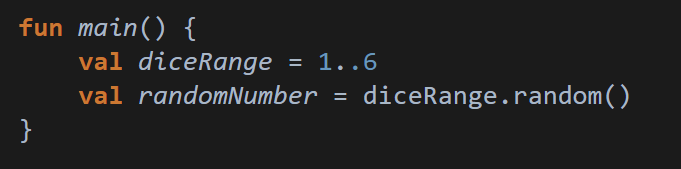 fun main() {
    val diceRange = 1..6
    val randomNumber = diceRange.random()
}